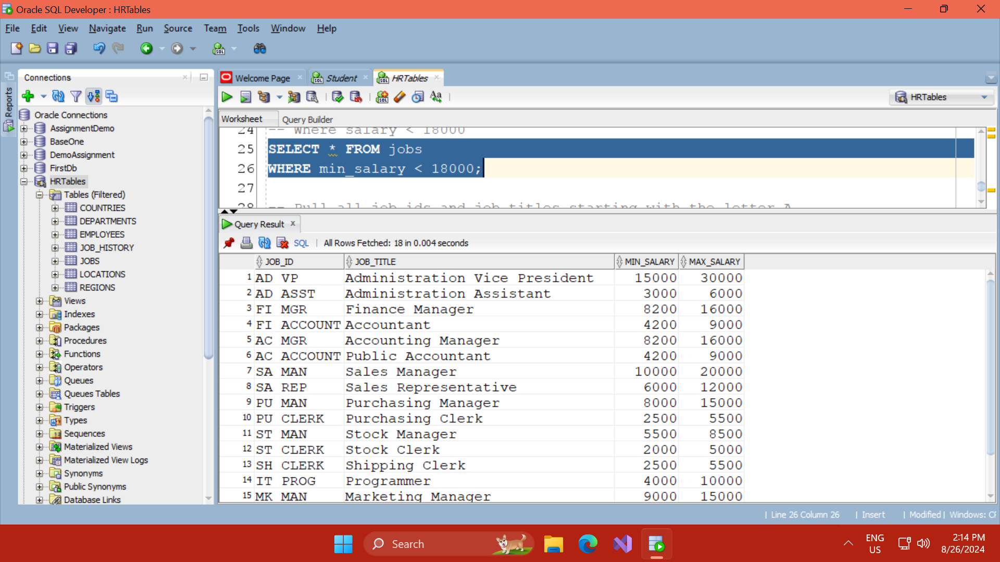 Oracle SQL Developer : HRTables
File Edit View Navigate Run Source Team Tools Window Help
Reports
Connections
Oracle Connections
AssignmentDemo
BaseOne
DemoAssignment
FirstDb
HRTables
Tables (Filtered)
COUNTRIES
DEPARTMENTS
EMPLOYEES
JOB_HISTORY
JOBS
LOCATIONS
REGIONS
Views
Indexes
Packages
Procedures
Functions
Operators
Queues
Queues Tables
Triggers
Types
Sequences
Materialized Views
Materialized View Logs
Synonyms
Public Synonyms
Database Links
Welcome Page Student HRTables
HRTables
Worksheet Query Builder
24 -- Where salary < 18000
25 SELECT * FROM jobs
26 WHERE min_salary < 18000;
27
28 -- Pull all job ids and job titles starting with the letter A
Query Result
SQL | All Rows Fetched: 18 in 0.004 seconds
JOB_ID JOB_TITLE MIN_SALARY MAX_SALARY
1 AD VP Administration Vice President 15000 30000
2 AD ASST Administration Assistant 3000 6000
3 FI MGR Finance Manager 8200 16000
4 FI ACCOUNT Accountant 4200 9000
5 AC MGR Accounting Manager 8200 16000
6 AC ACCOUNT Public Accountant 4200 9000
7 SA MAN Sales Manager 10000 20000
8 SA REP Sales Representative 6000 12000
9 PU MAN Purchasing Manager 8000 15000
10 PU CLERK Purchasing Clerk 2500 5500
11 ST MAN Stock Manager 5500 8500
12 ST CLERK Stock Clerk 2000 5000
13 SH CLERK Shipping Clerk 2500 5500
14 IT PROG Programmer 4000 10000
15 MK MAN Marketing Manager 9000 15000
| Line 26 Column 26 | Insert | Modified | Windows: CR
Search
ENG
US
2:14 PM
8/26/2024